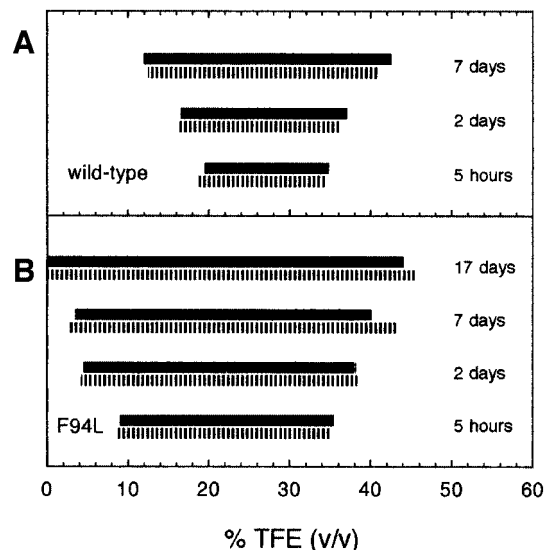 A
7 days
2 days
wild-type
5 hours
B
17 days
7 days
2 days
F94L
5 hours
0 10 20 30 40 50 60
% TFE (v/v)